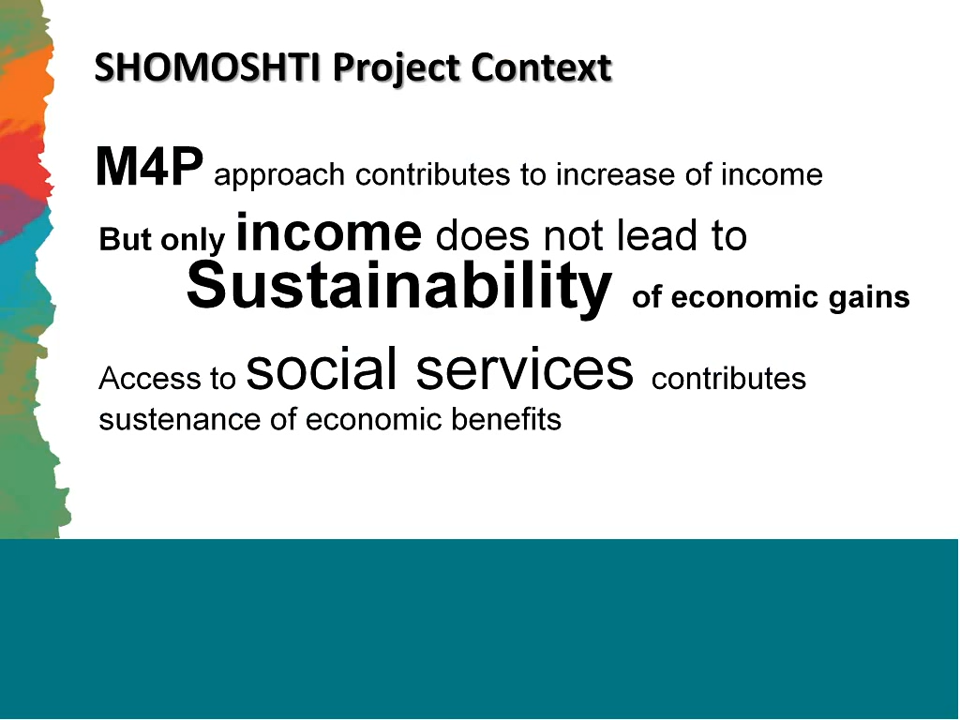 SHOMOSHTI Project Context
M4P approach contributes to increase of income
But only income does not lead to
Sustainability of economic gains
Access to social services contributes
sustenance of economic benefits